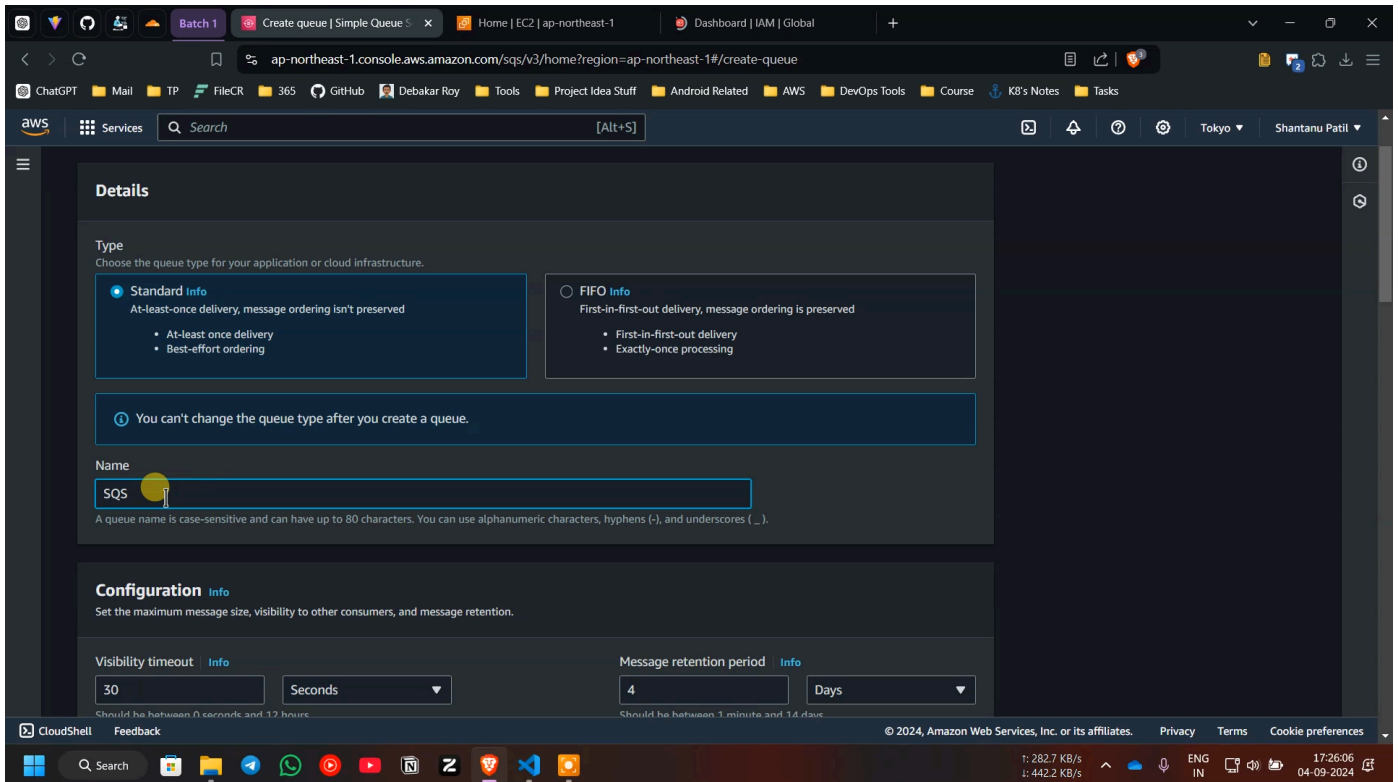 Batch 1
Create queue | Simple Queue S
Home | EC2 | ap-northeast-1
Dashboard | IAM | Global
ap-northeast-1.console.aws.amazon.com/sqs/v3/home?region=ap-northeast-1#/create-queue
ChatGPT Mail TP FileCR 365 GitHub Debakar Roy Tools Project Idea Stuff Android Related AWS DevOps Tools Course K8's Notes Tasks
aws Services Search [Alt+S] Tokyo Shantanu Patil
Details
Type
Choose the queue type for your application or cloud infrastructure.
Standard Info
At-least-once delivery, message ordering isn't preserved
• At-least once delivery
• Best-effort ordering
FIFO Info
First-in-first-out delivery, message ordering is preserved
• First-in-first-out delivery
• Exactly-once processing
You can't change the queue type after you create a queue.
Name
SQS
A queue name is case-sensitive and can have up to 80 characters. You can use alphanumeric characters, hyphens (-), and underscores ( _ ).
Configuration Info
Set the maximum message size, visibility to other consumers, and message retention.
Visibility timeout Info
30 Seconds
Should be between 0 seconds and 12 hours.
Message retention period Info
4 Days
Should be between 1 minute and 14 days.
CloudShell Feedback © 2024, Amazon Web Services, Inc. or its affiliates. Privacy Terms Cookie preferences
Search
↑: 282.7 KB/s
↓: 442.2 KB/s
ENG
IN
17:26:06
04-09-2024